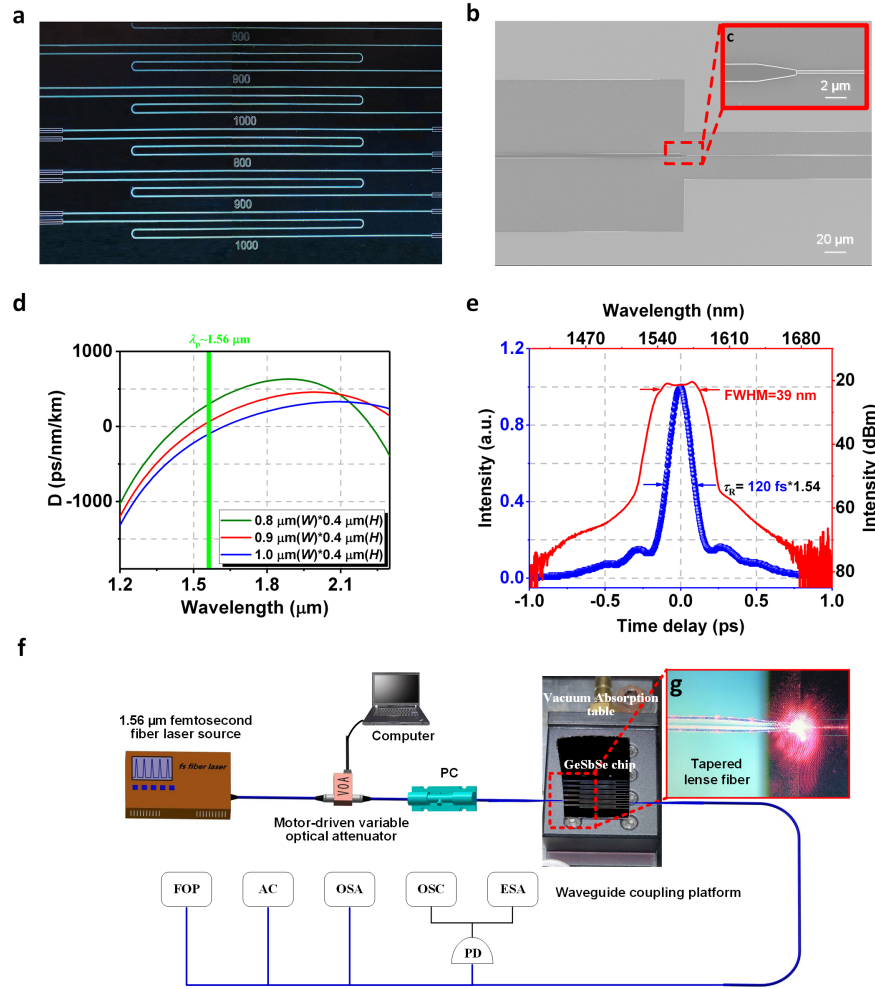 a
800
900
1000
800
900
1000
b
c
2 µm
20 µm
d
λp~1.56 µm
1000
0
-1000
D (ps/nm/km)
0.8 µm(W)*0.4 µm(H)
0.9 µm(W)*0.4 µm(H)
1.0 µm(W)*0.4 µm(H)
1.2
1.5
1.8
2.1
Wavelength (µm)
e
Wavelength (nm)
1470
1540
1610
1680
1.2
1.0
0.8
0.4
0.2
0.0
Intensity (a.u.)
20
40
60
80
Intensity (dBm)
FWHM=39 nm
τR= 120 fs*1.54
-1.0
-0.5
0.0
0.5
1.0
Time delay (ps)
f
1.56 µm femtosecond
fiber laser source
fs fiber laser
Computer
VOA
Motor-driven variable
optical attenuator
PC
Vacuum Absorption
table
GeSbSe chip
g
Tapered
lense fiber
Waveguide coupling platform
FOP
AC
OSA
OSC
ESA
PD